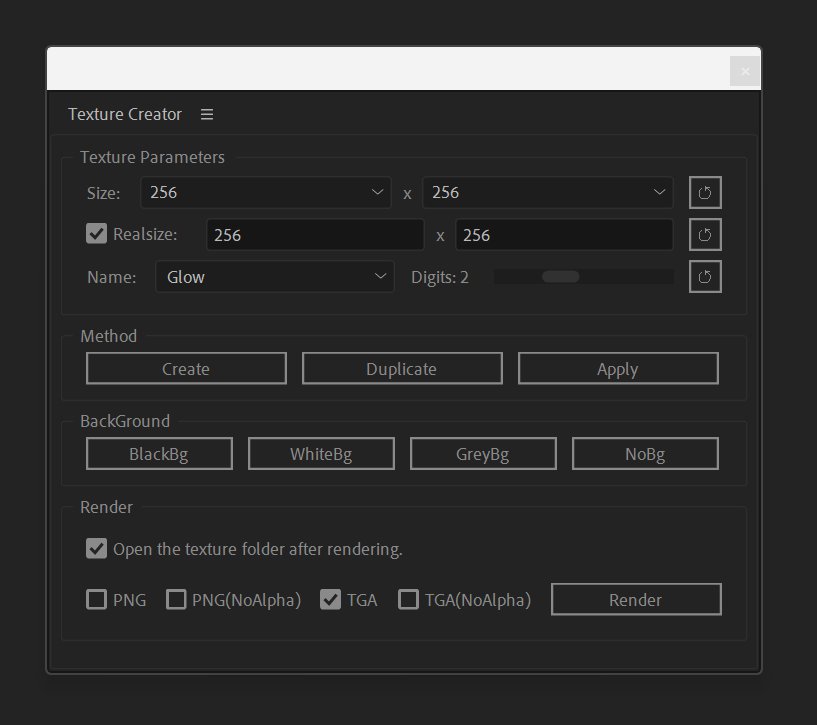 Texture Creator
Texture Parameters
Size: 256 x 256
Realsize: 256 x 256
Name: Glow Digits: 2
Method
Create Duplicate Apply
BackGround
BlackBg WhiteBg GreyBg NoBg
Render
Open the texture folder after rendering.
PNG PNG(NoAlpha) TGA TGA(NoAlpha) Render